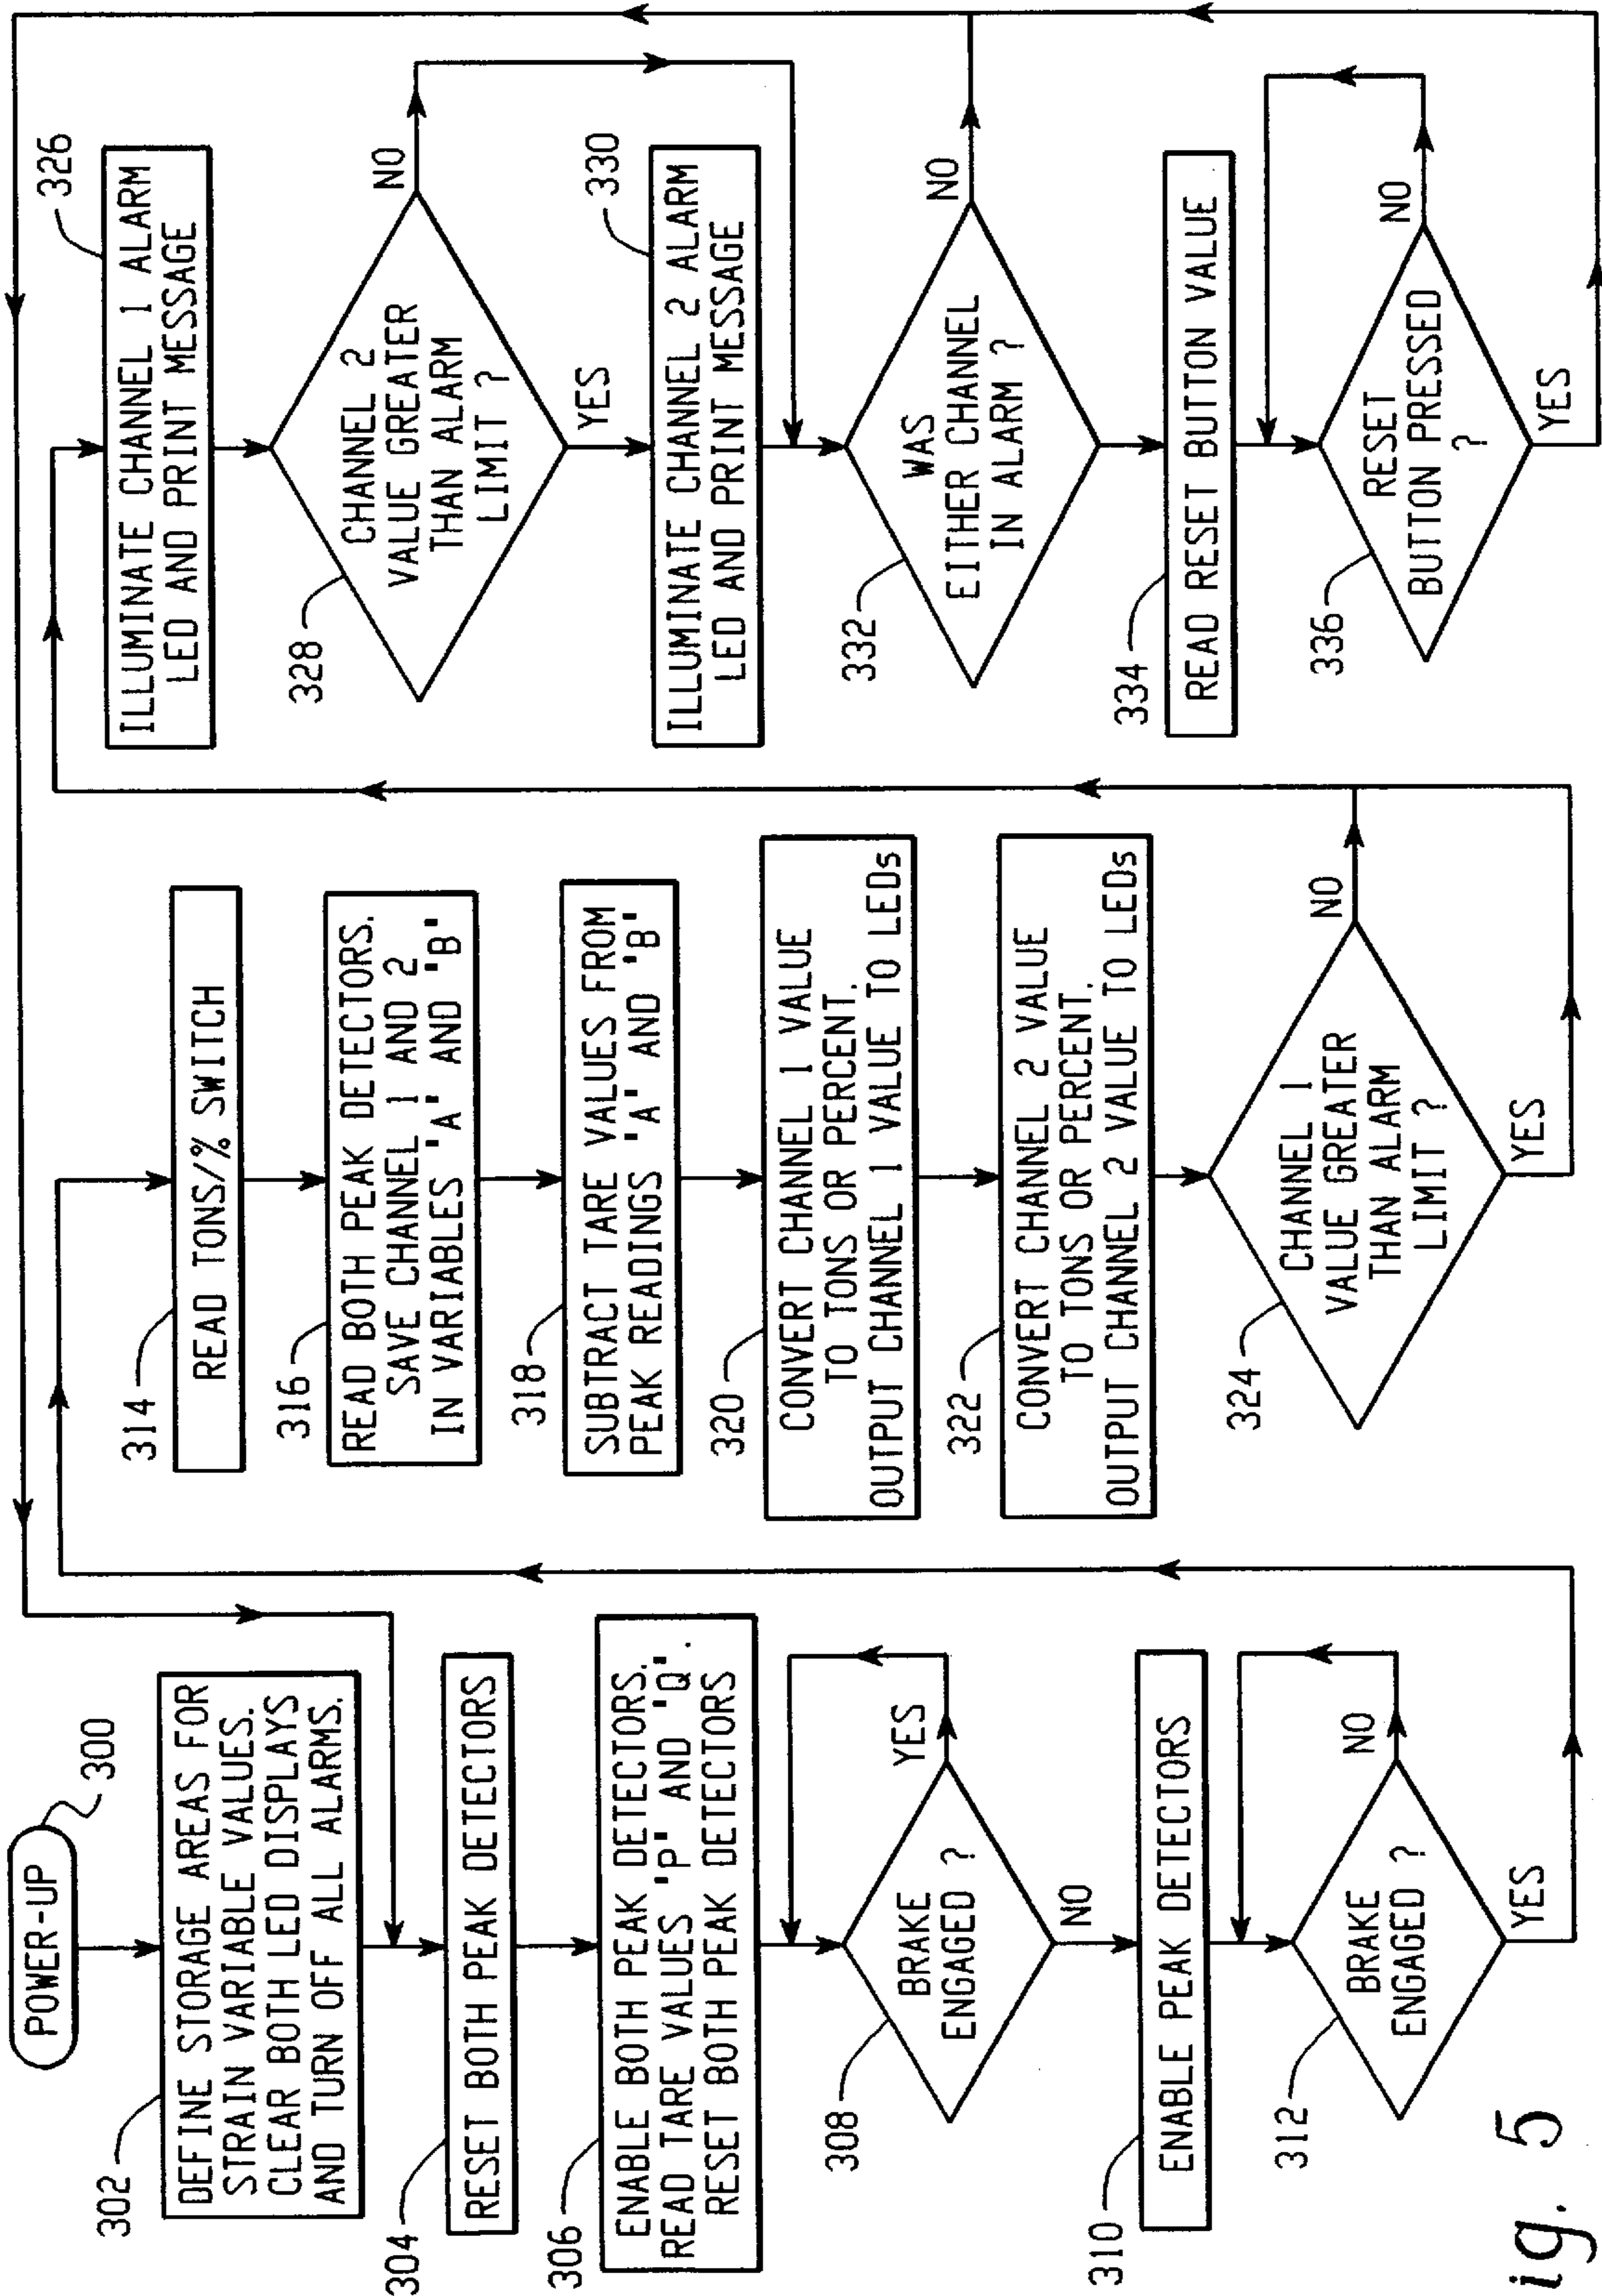 POWER-UP
300
302
DEFINE STORAGE AREAS FOR
STRAIN VARIABLE VALUES.
CLEAR BOTH LED DISPLAYS
AND TURN OFF ALL ALARMS.
304
RESET BOTH PEAK DETECTORS
306
ENABLE BOTH PEAK DETECTORS.
READ TARE VALUES 'P' AND 'Q'.
RESET BOTH PEAK DETECTORS
308
BRAKE
ENGAGED ?
YES
NO
310
ENABLE PEAK DETECTORS
312
BRAKE
ENGAGED ?
NO
YES
314
READ TONS/% SWITCH
316
READ BOTH PEAK DETECTORS.
SAVE CHANNEL 1 AND 2
IN VARIABLES 'A' AND 'B'
318
SUBTRACT TARE VALUES FROM
PEAK READINGS 'A' AND 'B'
320
CONVERT CHANNEL 1 VALUE
TO TONS OR PERCENT.
OUTPUT CHANNEL 1 VALUE TO LEDs
322
CONVERT CHANNEL 2 VALUE
TO TONS OR PERCENT.
OUTPUT CHANNEL 2 VALUE TO LEDs
324
CHANNEL 1
VALUE GREATER
THAN ALARM
LIMIT ?
NO
YES
326
ILLUMINATE CHANNEL 1 ALARM
LED AND PRINT MESSAGE
328
CHANNEL 2
VALUE GREATER
THAN ALARM
LIMIT ?
NO
YES
330
ILLUMINATE CHANNEL 2 ALARM
LED AND PRINT MESSAGE
332
WAS
EITHER CHANNEL
IN ALARM ?
NO
334
READ RESET BUTTON VALUE
336
RESET
BUTTON PRESSED
?
NO
YES
ig. 5